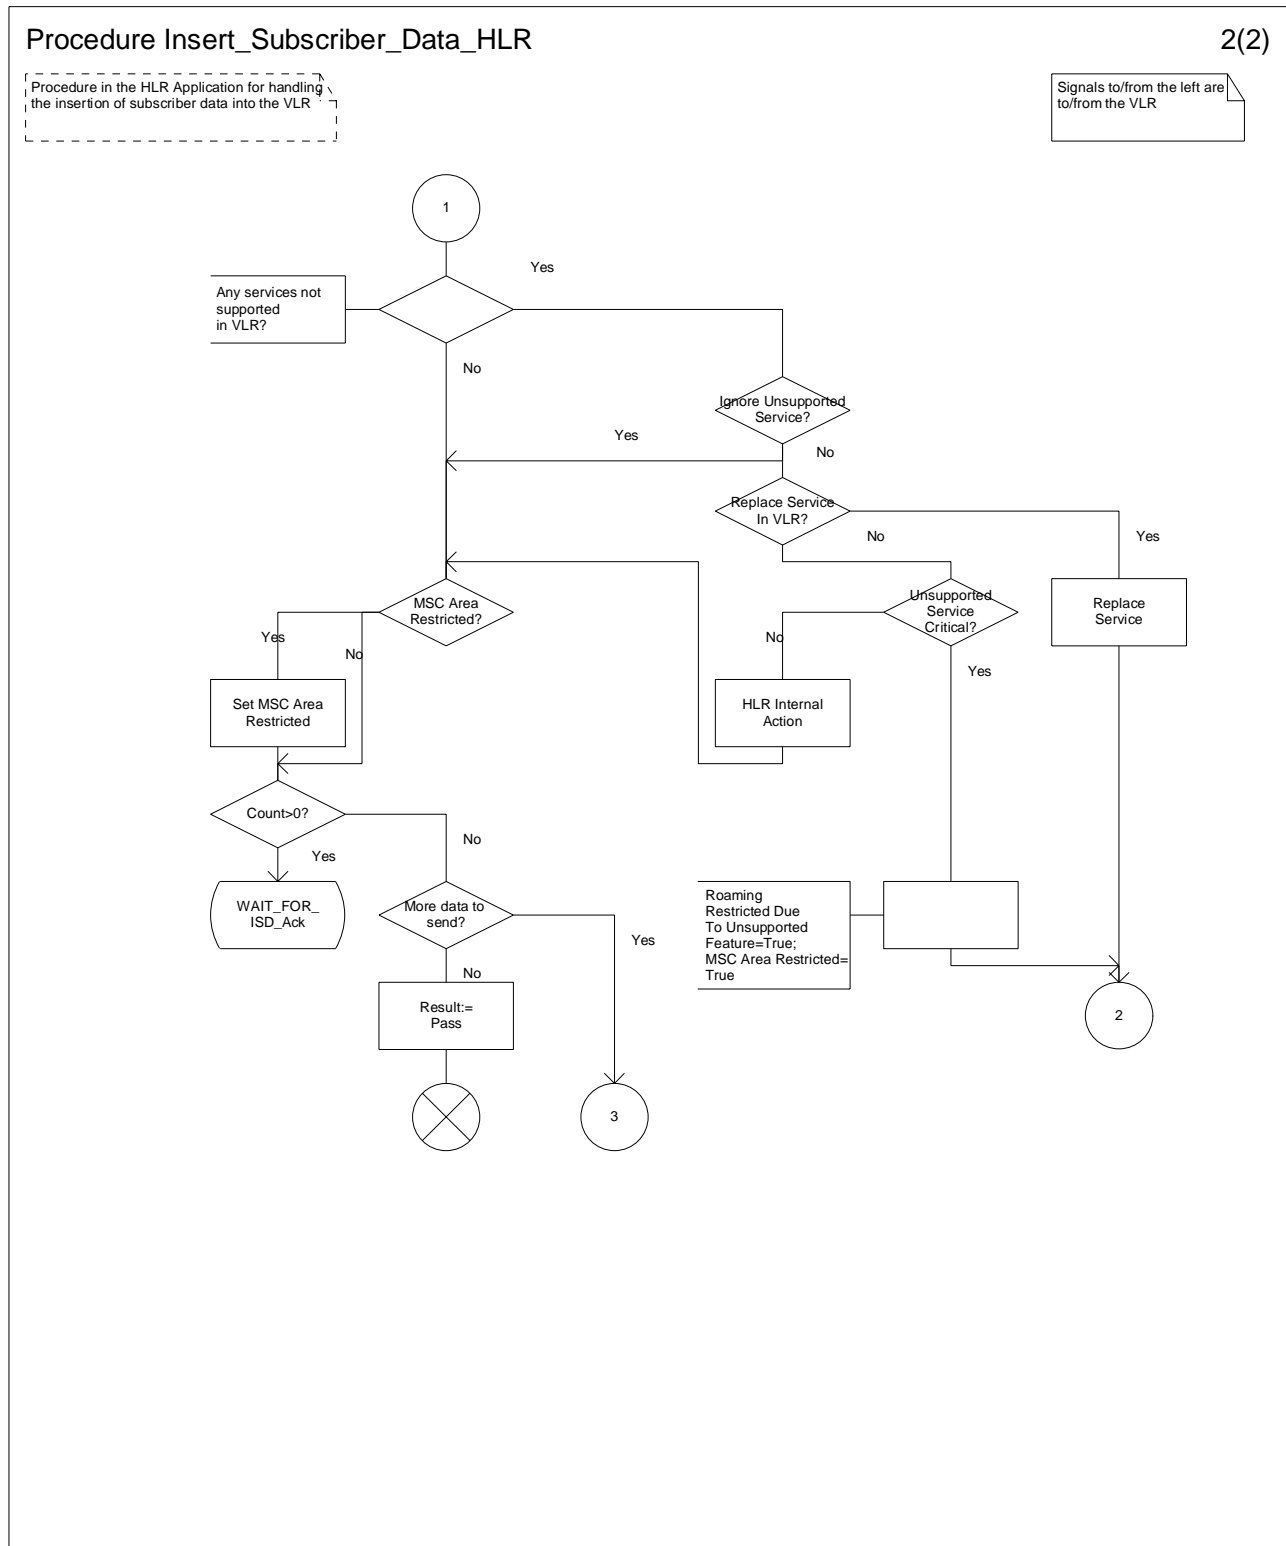 Procedure Insert_Subscriber_Data_HLR
2(2)
Procedure in the HLR Application for handling
the insertion of subscriber data into the VLR
Signals to/from the left are
to/from the VLR
1
Yes
Any services not
supported
in VLR?
No
Ignore Unsupported
Service?
Yes
No
Replace Service
In VLR?
No
Yes
MSC Area
Restricted?
Unsupported
Service
Critical?
Replace
Service
Yes
No
No
Yes
Set MSC Area
Restricted
HLR Internal
Action
Count>0?
No
Yes
WAIT_FOR_
ISD_Ack
More data to
send?
Yes
Roaming
Restricted Due
To Unsupported
Feature=True;
MSC Area Restricted=
True
No
Result:=
Pass
2
3